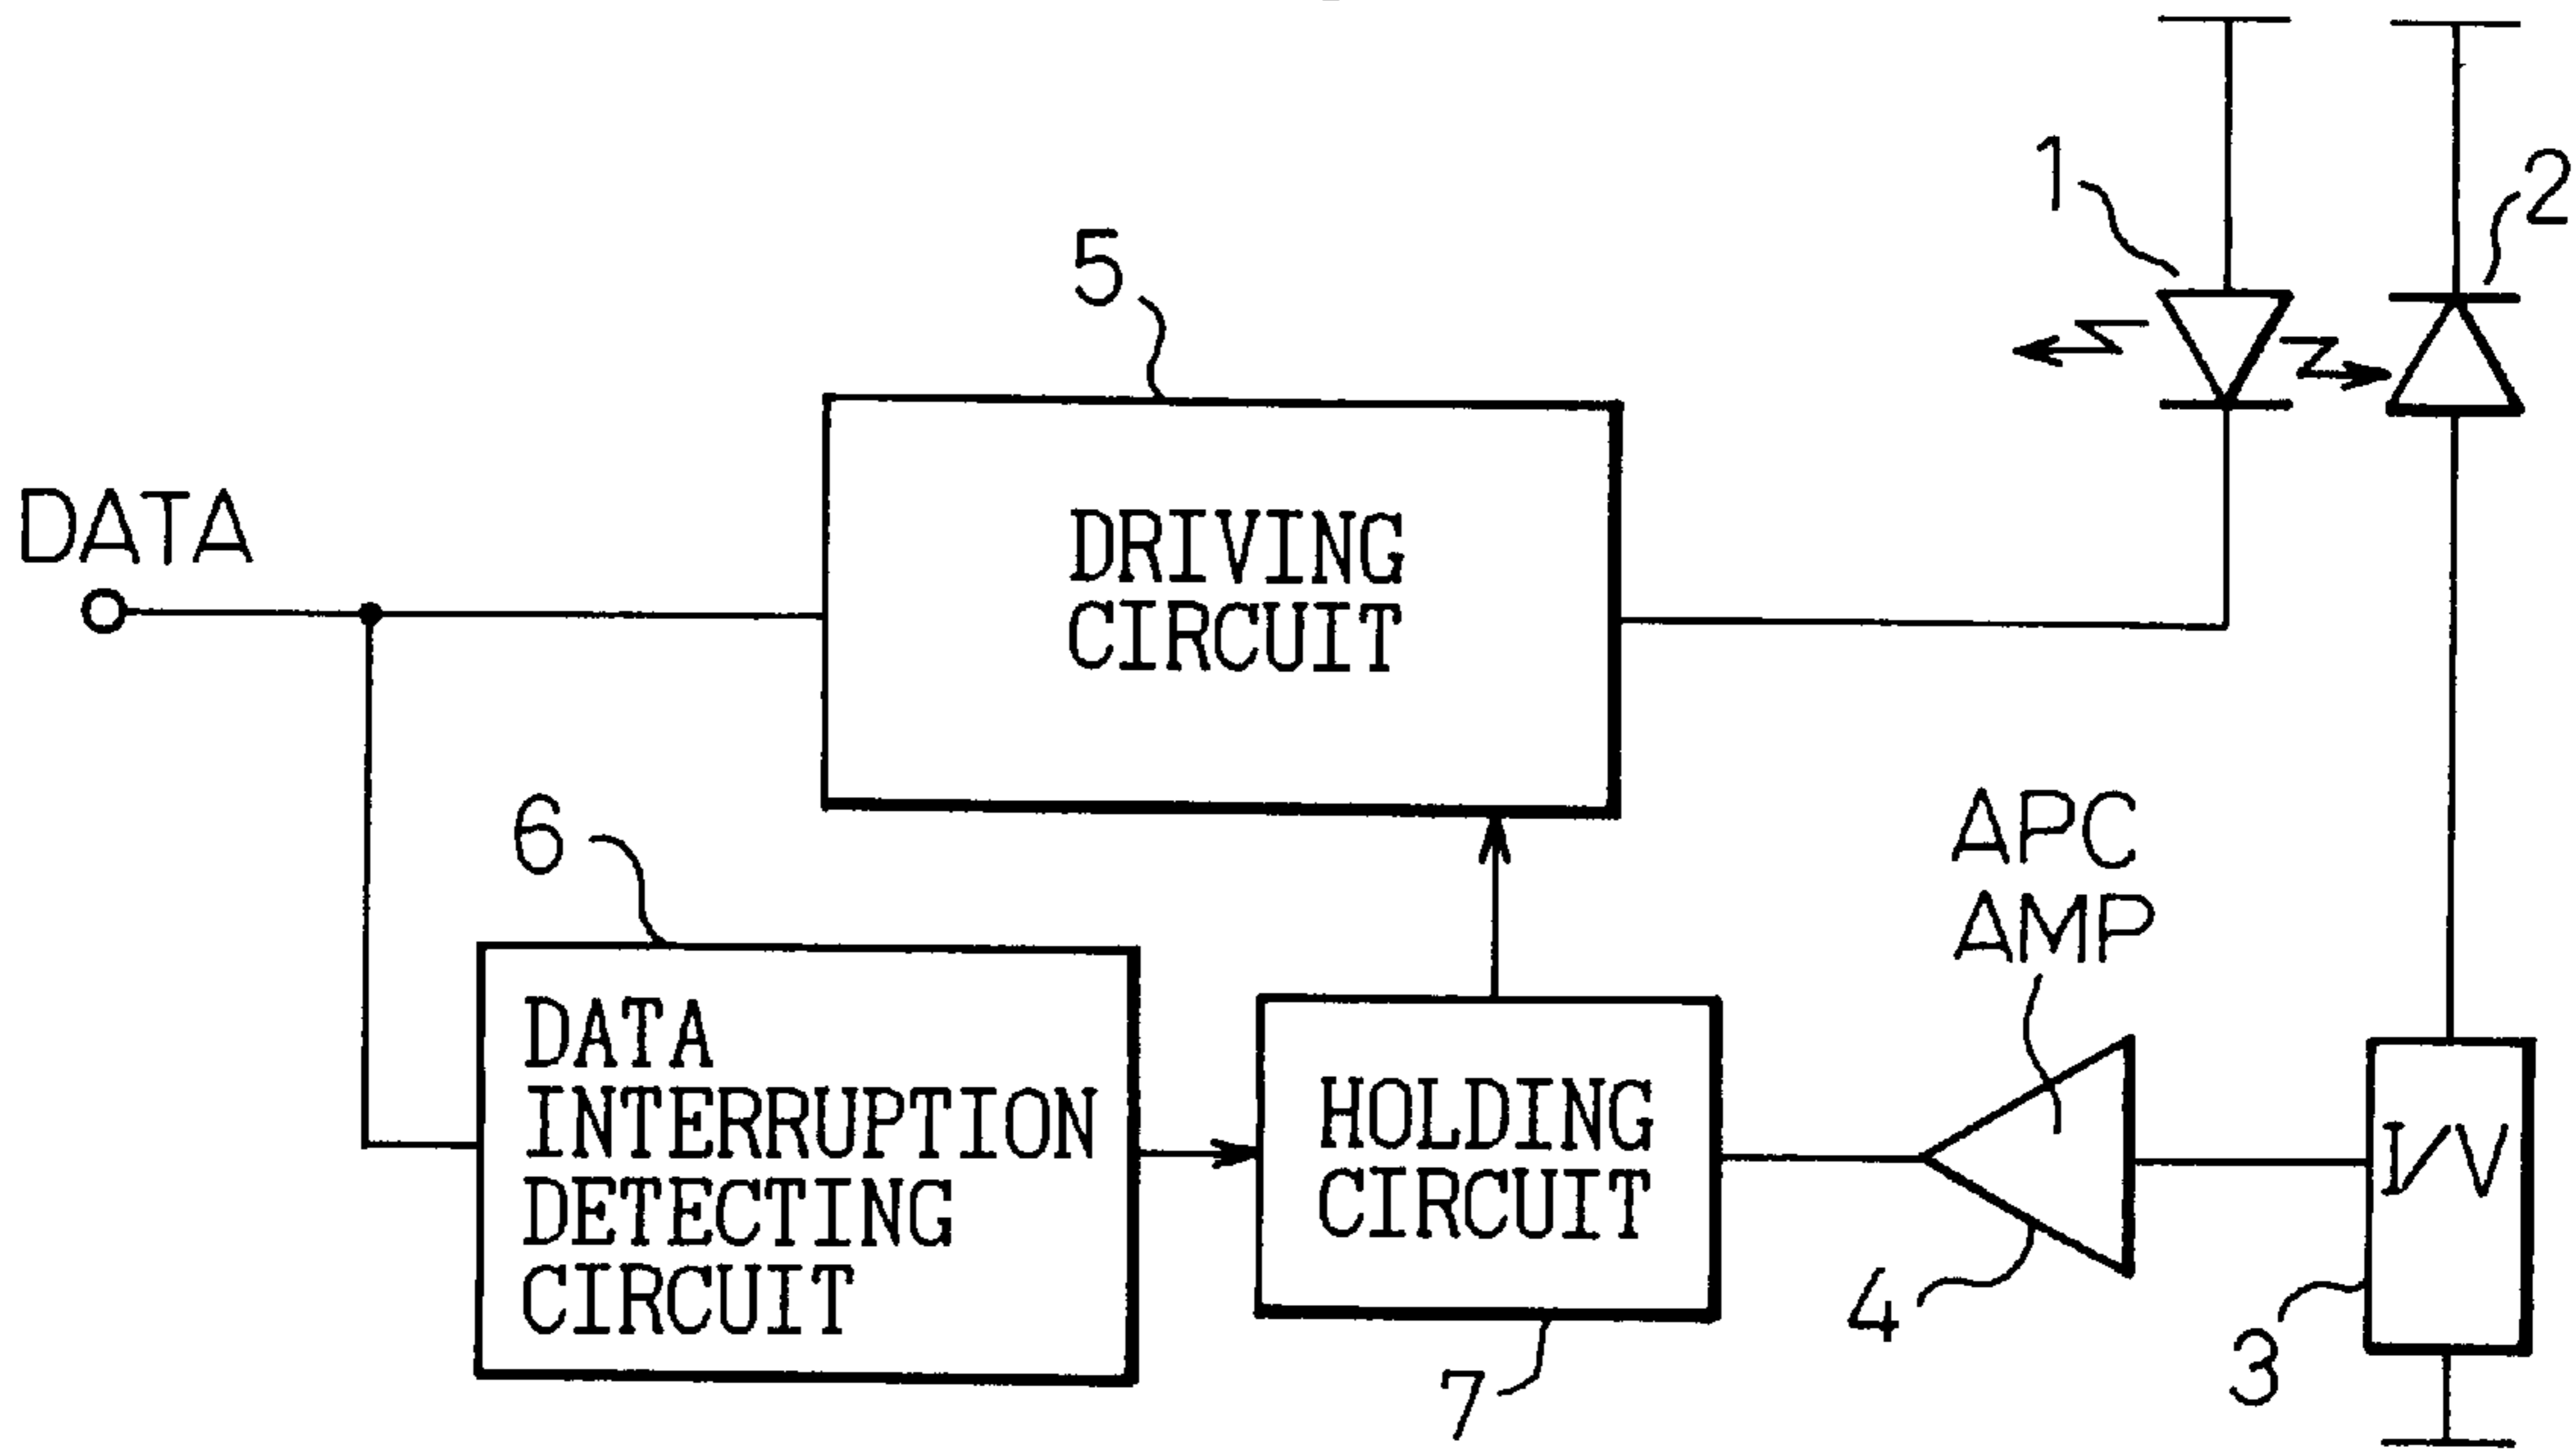 1
2
5
DATA
DRIVING
CIRCUIT
6
APC
AMP
DATA
INTERRUPTION
DETECTING
CIRCUIT
HOLDING
CIRCUIT
I/V
4
3
7